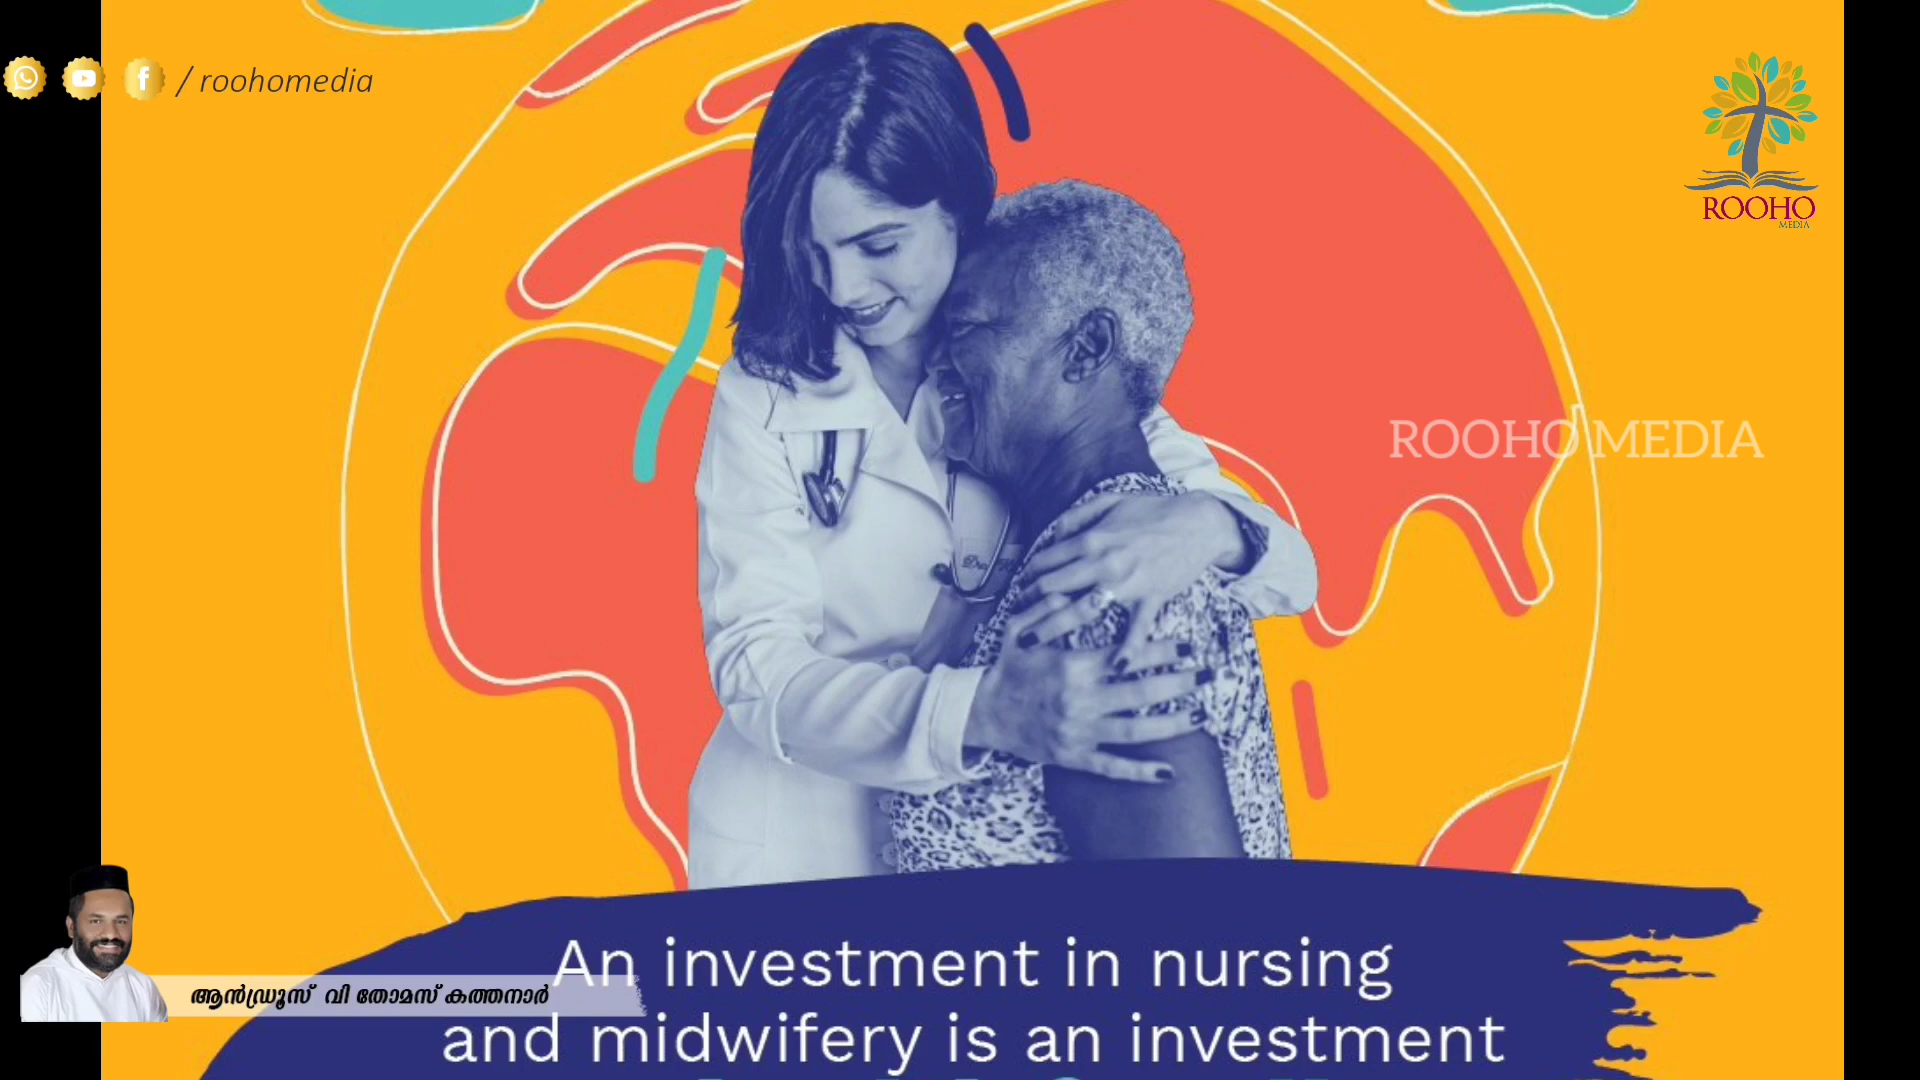 / roohomedia
ROOHO
MEDIA
ROOHO MEDIA
An investment in nursing
and midwifery is an investment
ആൻഡ്രൂസ് വി തോമസ് കത്തനാർ